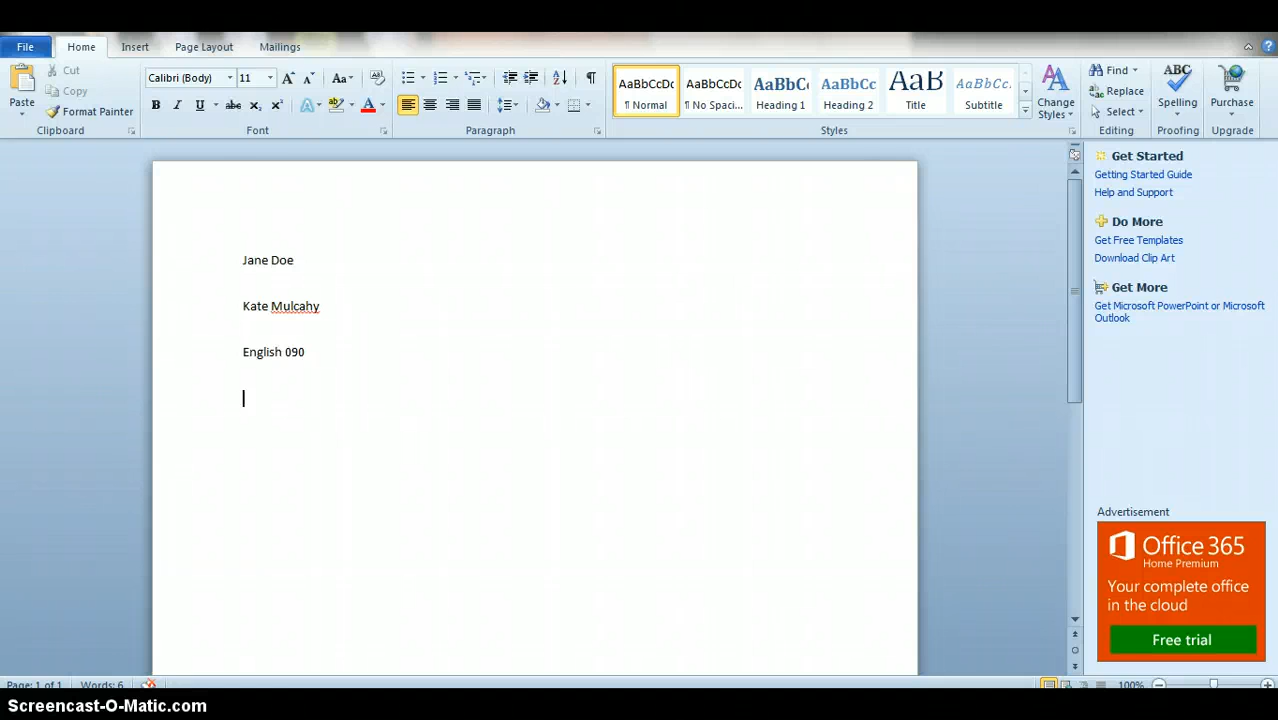 File Home Insert Page Layout Mailings
Paste
Cut
Copy
Format Painter
Clipboard
Calibri (Body) 11 Aa
B I U abc X₂ X² A A
Font
Paragraph
AaBbCcDc AaBbCcDc AaBbC AaBbCc AaB AaBbCc.
¶ Normal ¶ No Spaci... Heading 1 Heading 2 Title Subtitle
Change Styles
Styles
Find
Replace
Select
Editing
ABC
Spelling
Proofing
Purchase
Upgrade
Jane Doe
Kate Mulcahy
English 090
Get Started
Getting Started Guide
Help and Support
Do More
Get Free Templates
Download Clip Art
Get More
Get Microsoft PowerPoint or Microsoft
Outlook
Advertisement
Office 365
Home Premium
Your complete office
in the cloud
Free trial
Page: 1 of 1 Words: 6 100%
Screencast-O-Matic.com